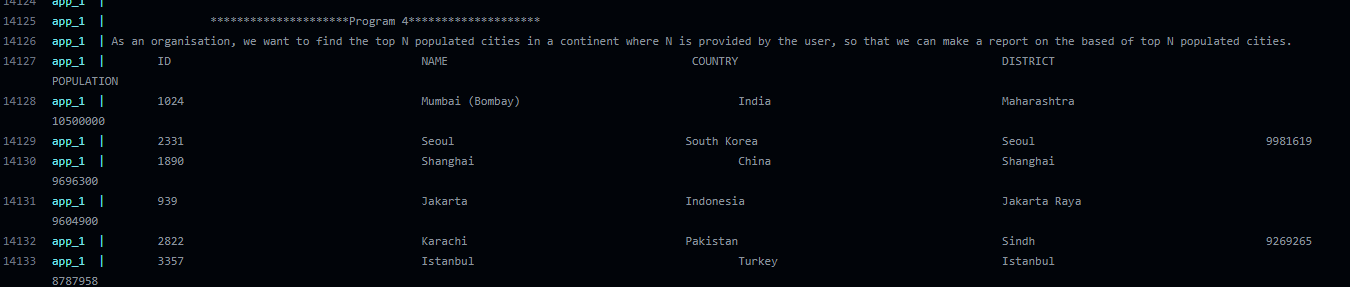 14124 app_1 |
14125 app_1 | *********************Program 4********************
14126 app_1 | As an organisation, we want to find the top N populated cities in a continent where N is provided by the user, so that we can make a report on the based of top N populated cities.
14127 app_1 | ID NAME COUNTRY DISTRICT
POPULATION
14128 app_1 | 1024 Mumbai (Bombay) India Maharashtra
10500000
14129 app_1 | 2331 Seoul South Korea Seoul 9981619
14130 app_1 | 1890 Shanghai China Shanghai
9696300
14131 app_1 | 939 Jakarta Indonesia Jakarta Raya
9604900
14132 app_1 | 2822 Karachi Pakistan Sindh 9269265
14133 app_1 | 3357 Istanbul Turkey Istanbul
8787958